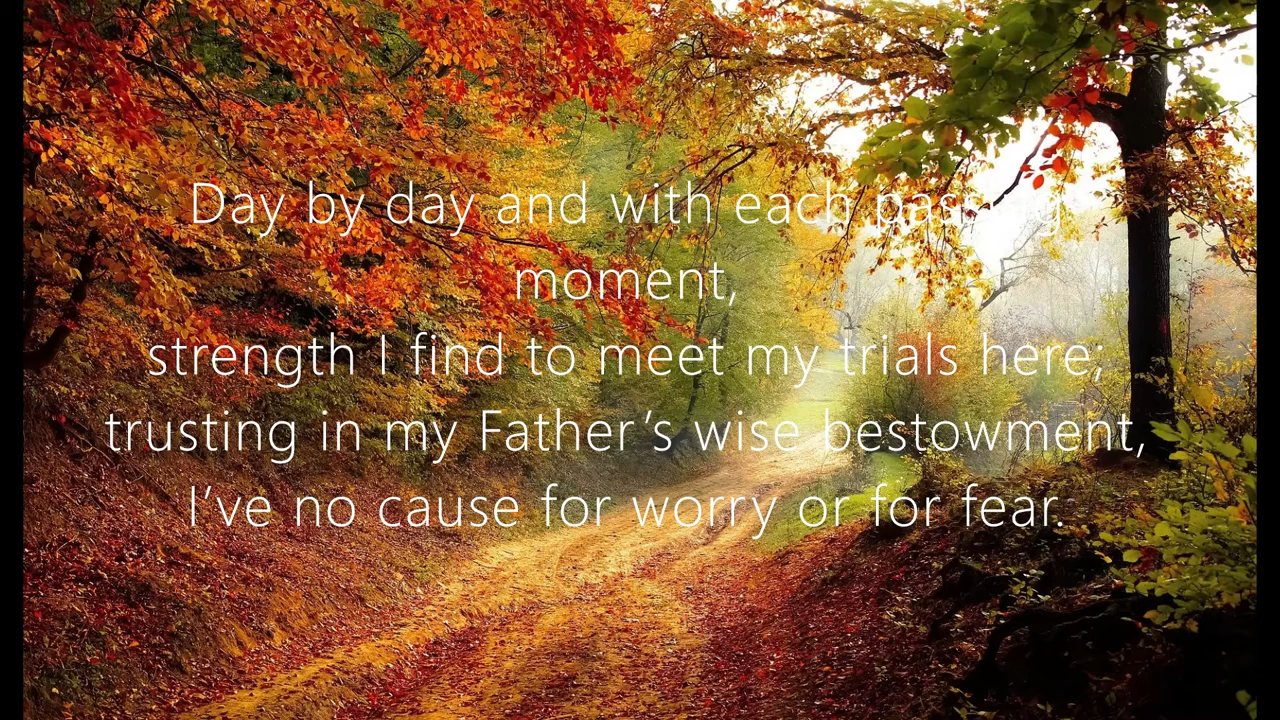 Day by day and with each passing
moment,
strength I find to meet my trials here;
trusting in my Father’s wise bestowment,
I’ve no cause for worry or for fear.